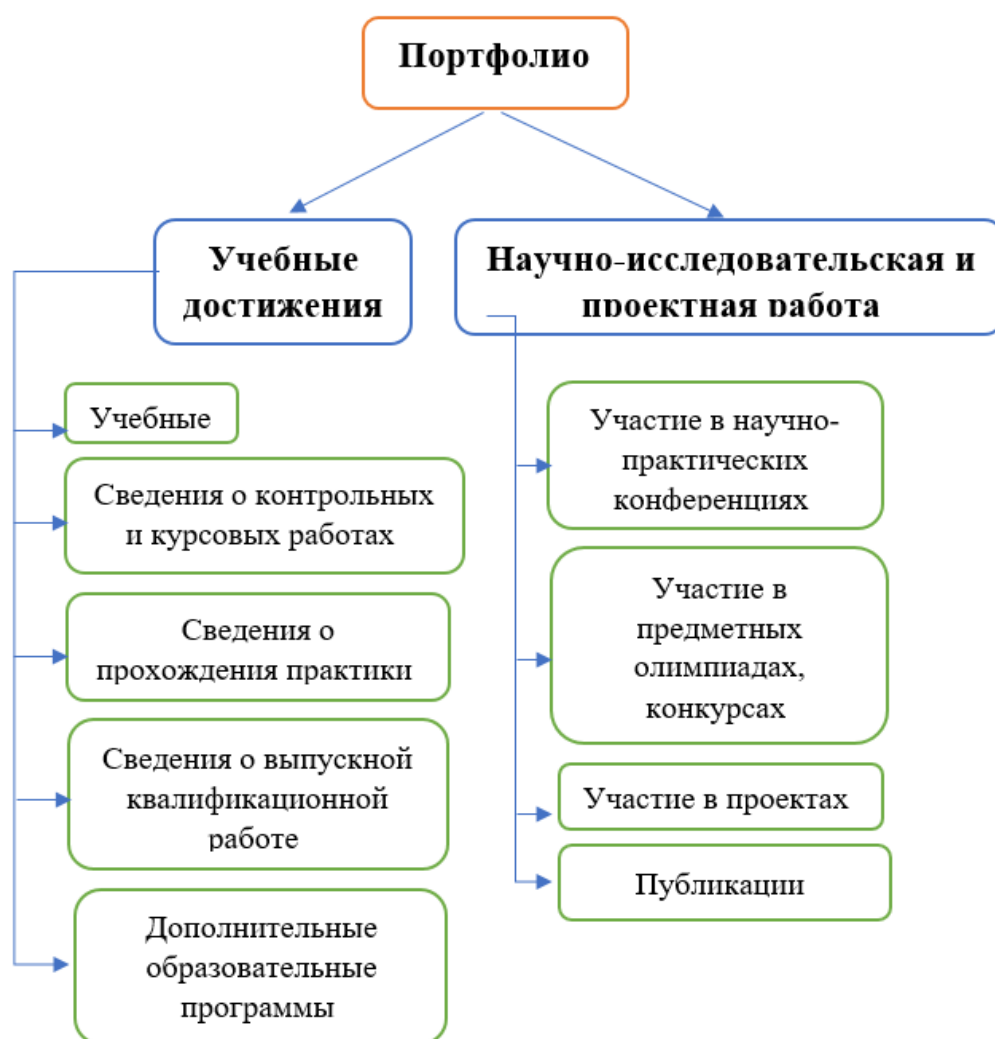 Портфолио
Учебные
достижения
Научно-исследовательская и
проектная работа
Учебные
Сведения о контрольных
и курсовых работах
Сведения о
прохождения практики
Сведения о выпускной
квалификационной
работе
Дополнительные
образовательные
программы
Участие в научно-
практических
конференциях
Участие в
предметных
олимпиадах,
конкурсах
Участие в проектах
Публикации